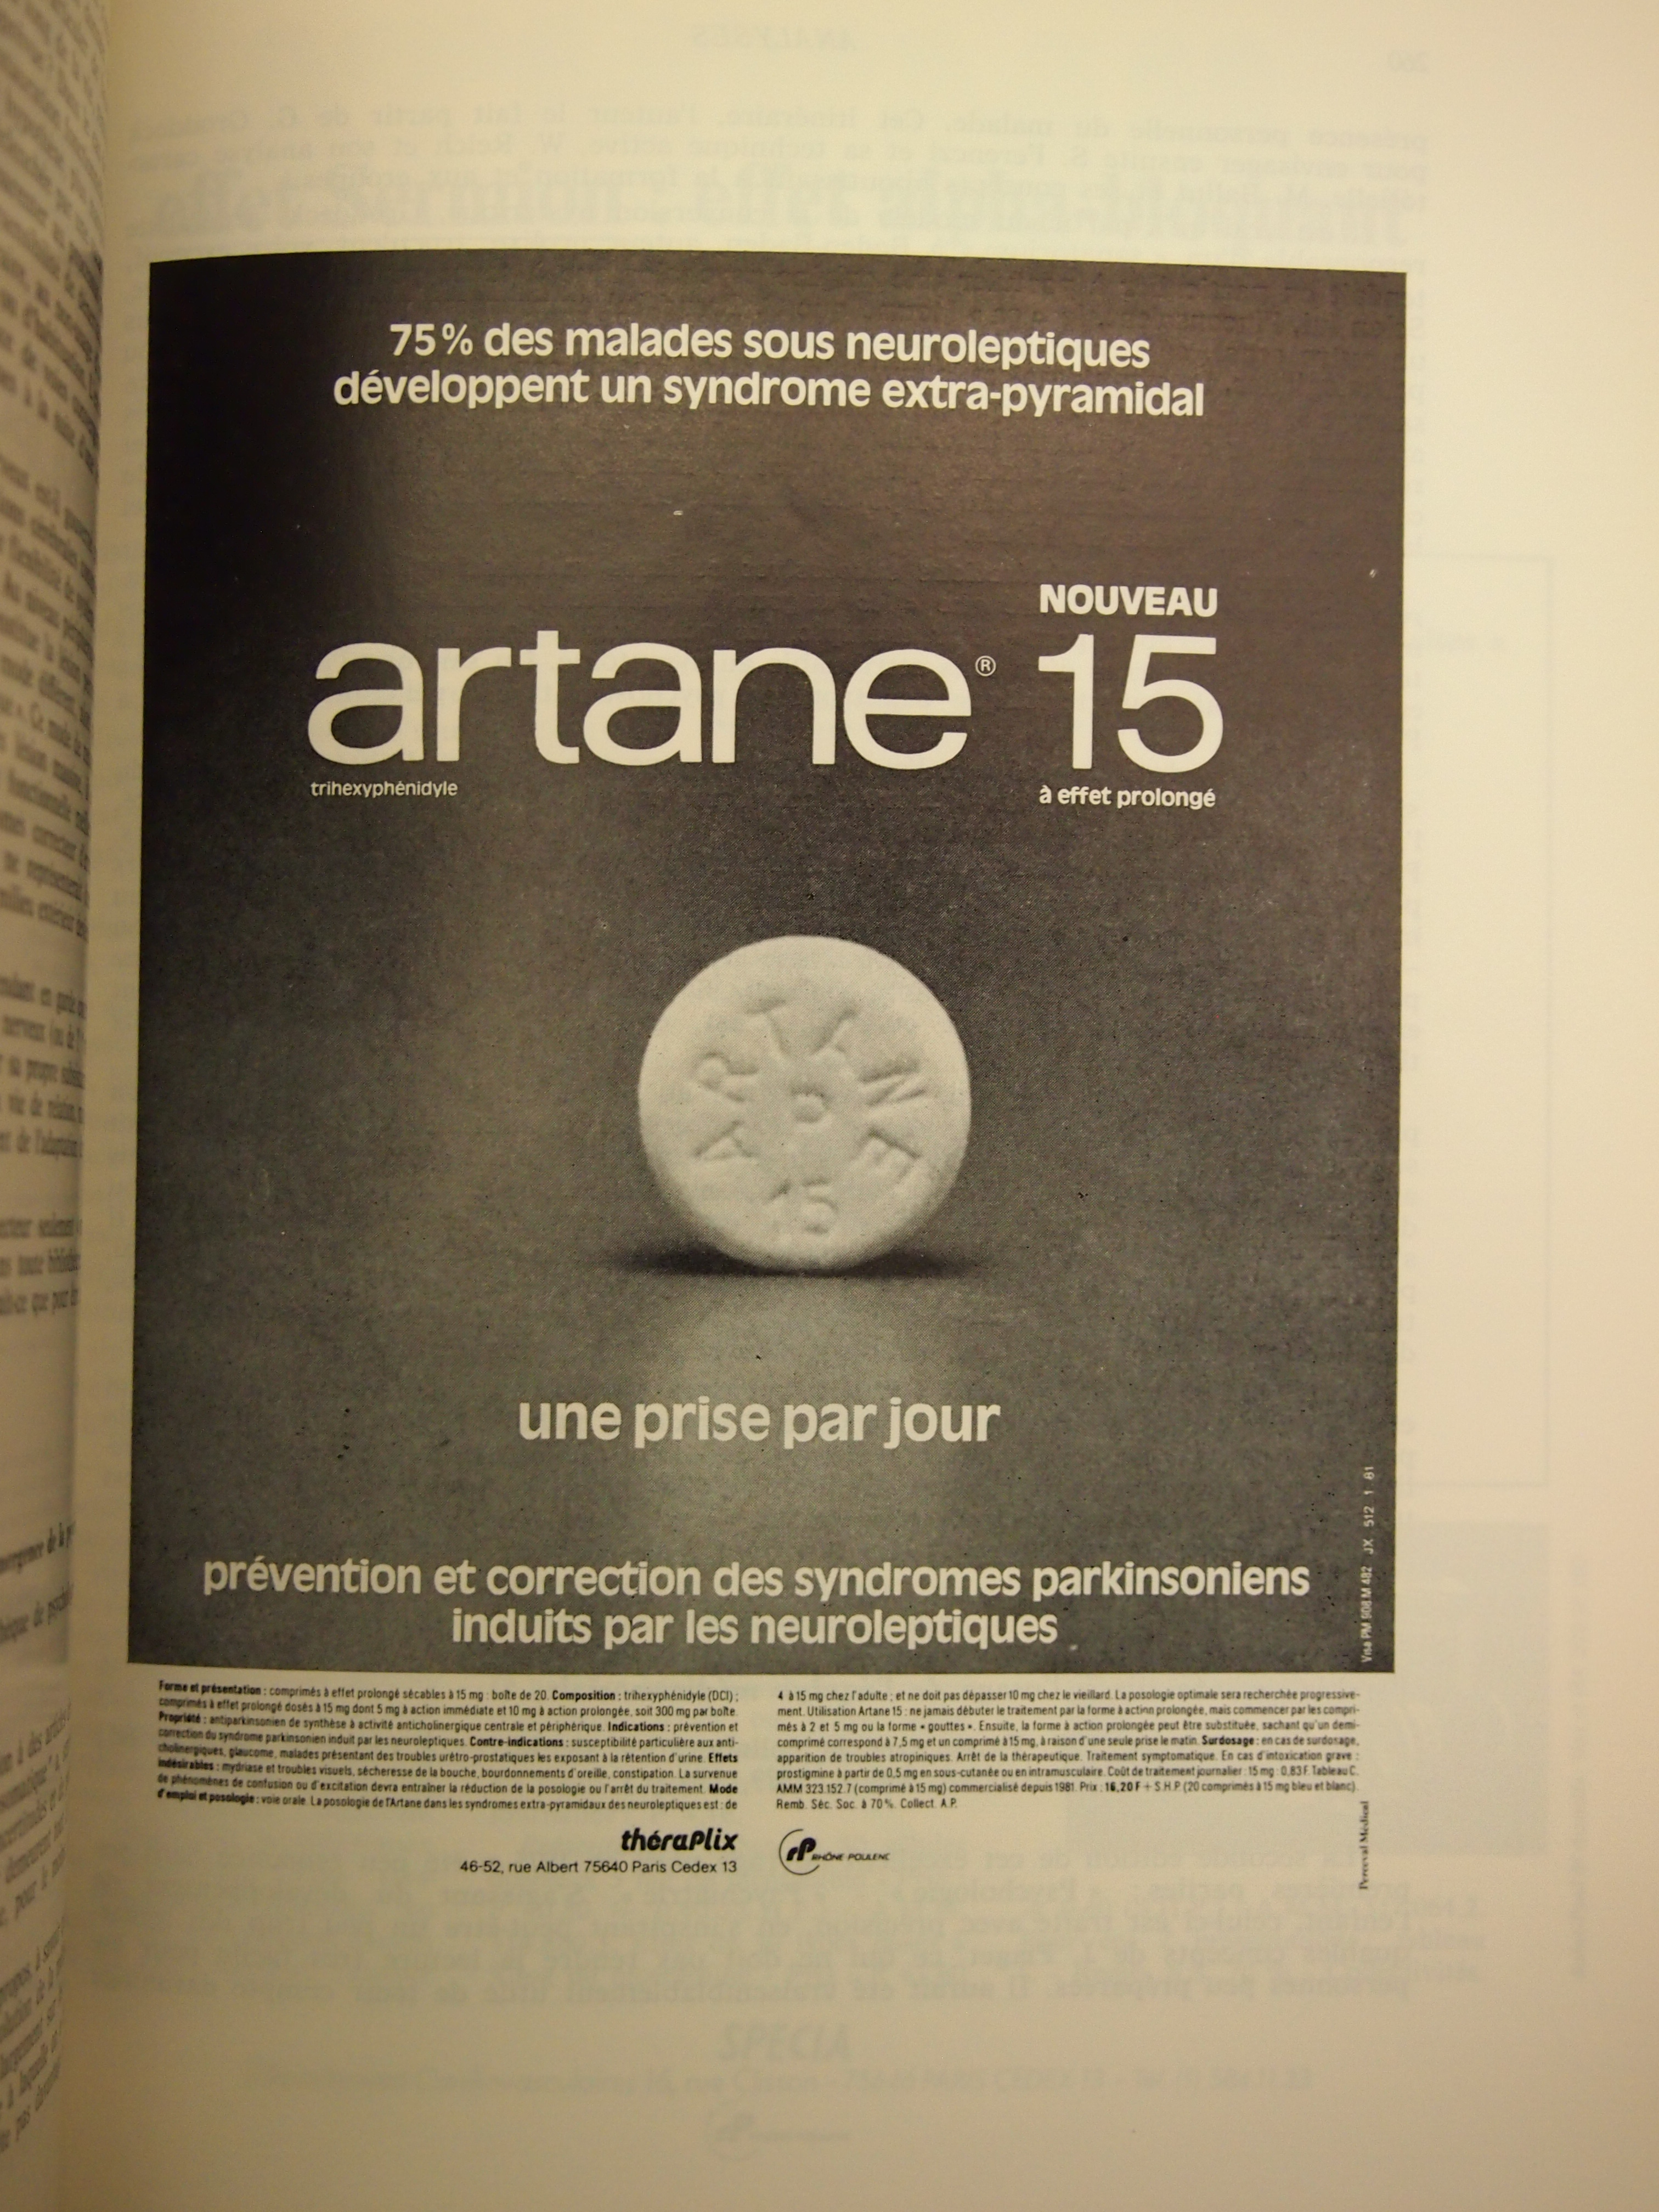 75% des malades sous neuroleptiques
développent un syndrome extra-pyramidal
NOUVEAU
artane® 15
trihexyphénidyle
à effet prolongé
ARTANE
15
une prise par jour
prévention et correction des syndromes parkinsoniens
induits par les neuroleptiques
Visa PM 908 M 482 JX 512 1 81
Forme et présentation : comprimés à effet prolongé sécables à 15 mg : boîte de 20. Composition : trihexyphénidyle (DCI) ;
comprimés à effet prolongé dosés à 15 mg dont 5 mg à action immédiate et 10 mg à action prolongée, soit 300 mg par boîte.
Propriété : antiparkinsonien de synthèse à activité anticholinergique centrale et périphérique. Indications : prévention et
correction du syndrome parkinsonien induit par les neuroleptiques. Contre-indications : susceptibilité particulière aux anti-
cholinergiques, glaucome, malades présentant des troubles urétro-prostatiques les exposant à la rétention d'urine. Effets
indésirables : mydriase et troubles visuels, sécheresse de la bouche, bourdonnements d'oreille, constipation. La survenue
de phénomènes de confusion ou d'excitation devra entraîner la réduction de la posologie ou l'arrêt du traitement. Mode
d'emploi et posologie : voie orale. La posologie de l'Artane dans les syndromes extra-pyramidaux des neuroleptiques est : de
4 à 15 mg chez l'adulte ; et ne doit pas dépasser 10 mg chez le vieillard. La posologie optimale sera recherchée progressive-
ment. Utilisation Artane 15 : ne jamais débuter le traitement par la forme à action prolongée, mais commencer par les compri-
més à 2 et 5 mg ou la forme « gouttes ». Ensuite, la forme à action prolongée peut être substituée, sachant qu'un demi-
comprimé correspond à 7,5 mg et un comprimé à 15 mg, à raison d'une seule prise le matin. Surdosage : en cas de surdosage,
apparition de troubles atropiniques. Arrêt de la thérapeutique. Traitement symptomatique. En cas d'intoxication grave :
prostigmine à partir de 0,5 mg en sous-cutanée ou en intramusculaire. Coût de traitement journalier : 15 mg : 0,83 F. Tableau C.
AMM 323.152.7 (comprimé à 15 mg) commercialisé depuis 1981. Prix : 16,20 F + S.H.P. (20 comprimés à 15 mg bleu et blanc).
Remb. Séc. Soc. à 70%. Collect. A.P.
théraplix
46-52, rue Albert 75640 Paris Cedex 13
RHÔNE POULENC
Perceval Médical